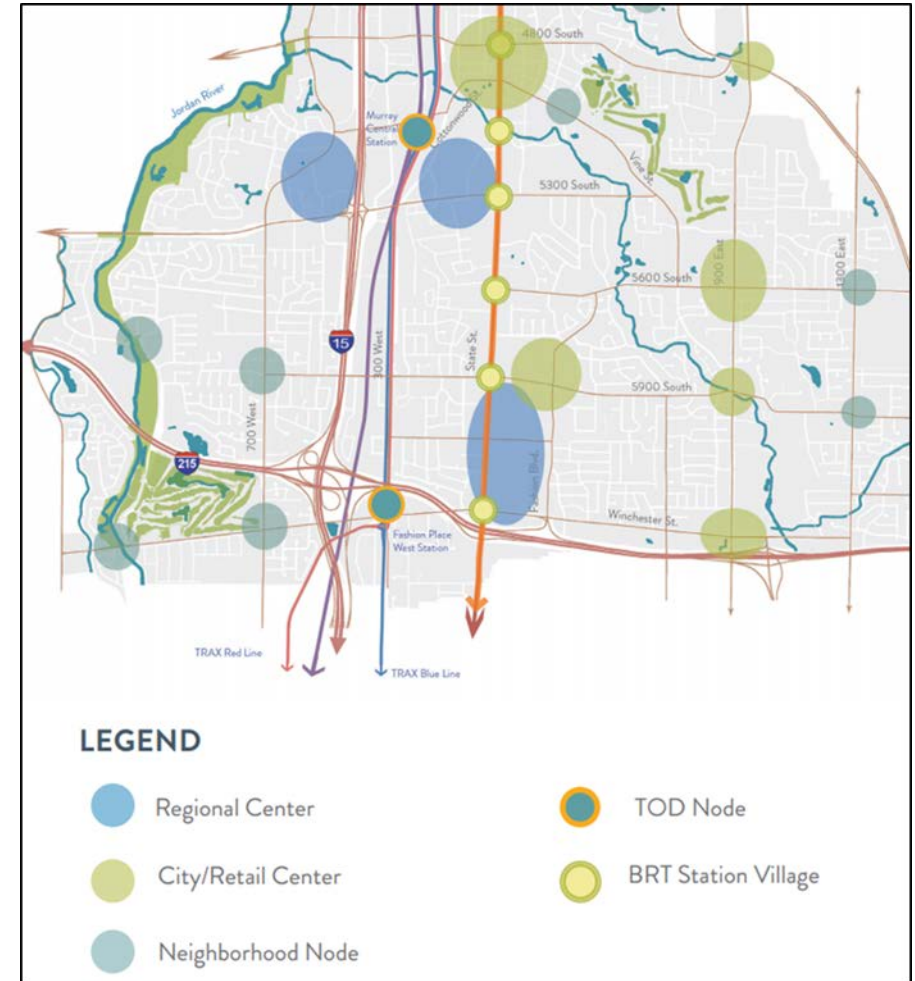 4800 South
Jordan River
Murray
Central
Station
Cottonwood St.
Vine St.
5300 South
900 East
1300 East
5600 South
15
300 West
State St.
5900 South
700 West
215
Fashion Blvd.
Winchester St.
Fashion Place
West Station
TRAX Red Line
TRAX Blue Line
LEGEND
Regional Center
TOD Node
City/Retail Center
BRT Station Village
Neighborhood Node